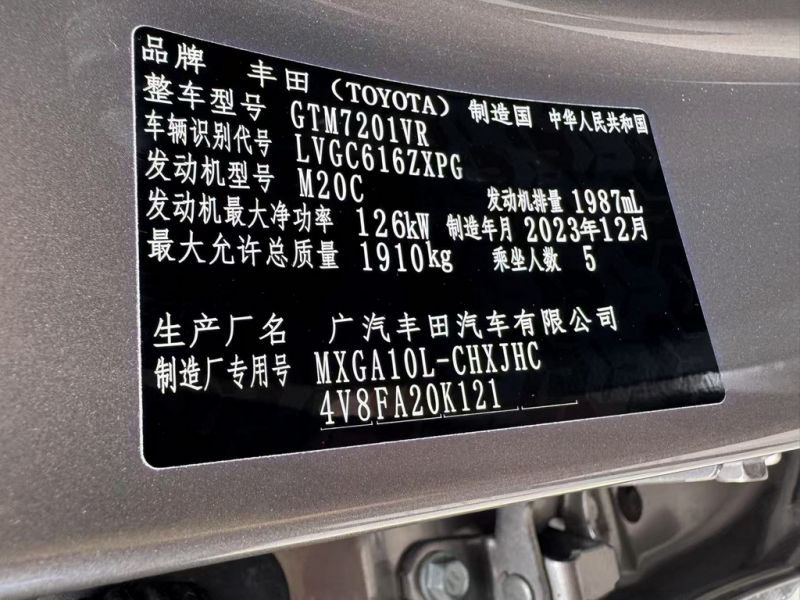 品牌 丰田（TOYOTA） 制造国 中华人民共和国
整车型号 GTM7201VR
车辆识别代号 LVGC616ZXPG
发动机型号 M20C 发动机排量 1987mL
发动机最大净功率 126kW 制造年月 2023年12月
最大允许总质量 1910kg 乘坐人数 5
生产厂名 广汽丰田汽车有限公司
制造厂专用号 MXGA10L-CHXJHC
4V8FA20K121